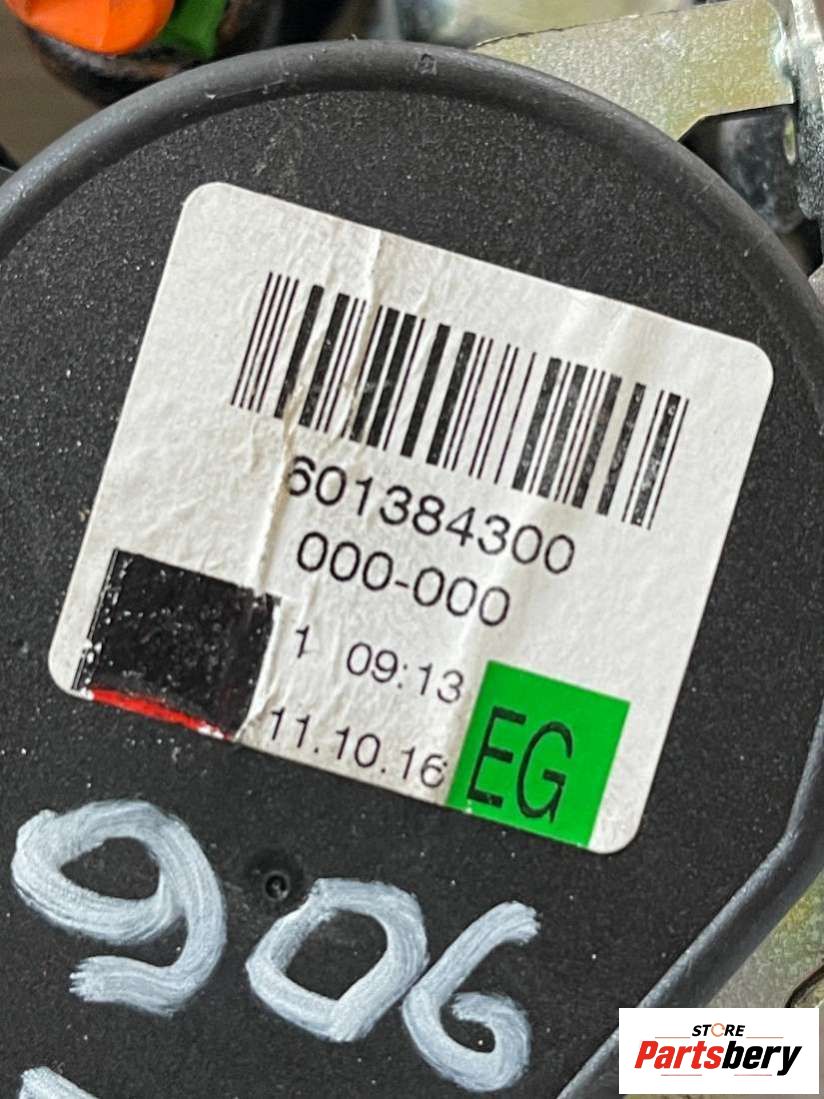 601384300
000-000
1 09:13
11.10.16
EG
906
STORE
Partsbery